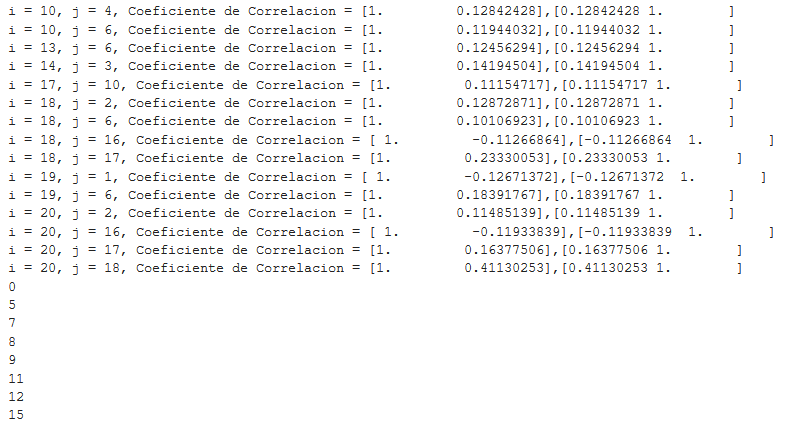 i = 10, j = 4, Coeficiente de Correlacion = [1.         0.12842428],[0.12842428 1.        ]
i = 10, j = 6, Coeficiente de Correlacion = [1.         0.11944032],[0.11944032 1.        ]
i = 13, j = 6, Coeficiente de Correlacion = [1.         0.12456294],[0.12456294 1.        ]
i = 14, j = 3, Coeficiente de Correlacion = [1.         0.14194504],[0.14194504 1.        ]
i = 17, j = 10, Coeficiente de Correlacion = [1.         0.11154717],[0.11154717 1.        ]
i = 18, j = 2, Coeficiente de Correlacion = [1.         0.12872871],[0.12872871 1.        ]
i = 18, j = 6, Coeficiente de Correlacion = [1.         0.10106923],[0.10106923 1.        ]
i = 18, j = 16, Coeficiente de Correlacion = [ 1.         -0.11266864],[-0.11266864  1.        ]
i = 18, j = 17, Coeficiente de Correlacion = [1.         0.23330053],[0.23330053 1.        ]
i = 19, j = 1, Coeficiente de Correlacion = [ 1.         -0.12671372],[-0.12671372  1.        ]
i = 19, j = 6, Coeficiente de Correlacion = [1.         0.18391767],[0.18391767 1.        ]
i = 20, j = 2, Coeficiente de Correlacion = [1.         0.11485139],[0.11485139 1.        ]
i = 20, j = 16, Coeficiente de Correlacion = [ 1.         -0.11933839],[-0.11933839  1.        ]
i = 20, j = 17, Coeficiente de Correlacion = [1.         0.16377506],[0.16377506 1.        ]
i = 20, j = 18, Coeficiente de Correlacion = [1.         0.41130253],[0.41130253 1.        ]
0
5
7
8
9
11
12
15